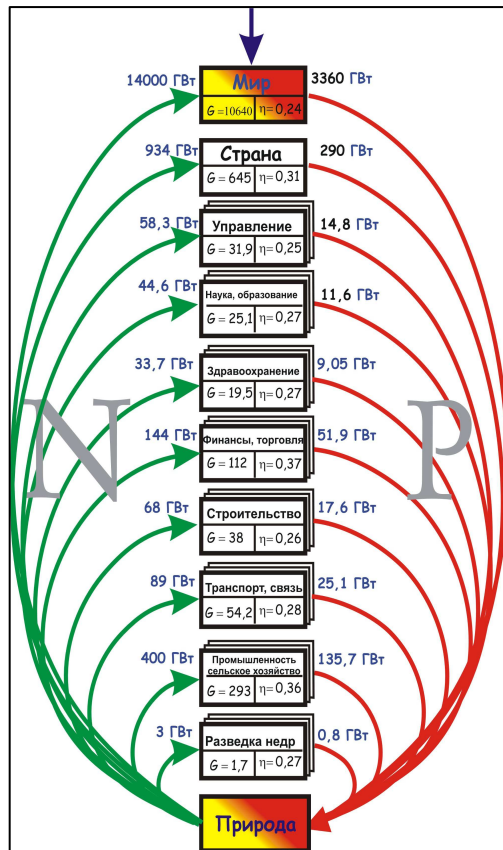 14000 ГВт Мир 3360 ГВт
G =10640 η=0,24
934 ГВт Страна 290 ГВт
G = 645 η=0,31
58,3 ГВт Управление 14,8 ГВт
G = 31,9 η=0,25
44,6 ГВт Наука, образование 11,6 ГВт
G = 25,1 η=0,27
33,7 ГВт Здравоохранение 9,05 ГВт
G = 19,5 η=0,27
N P
144 ГВт Финансы, торговля 51,9 ГВт
G = 112 η=0,37
68 ГВт Строительство 17,6 ГВт
G = 38 η=0,26
89 ГВт Транспорт, связь 25,1 ГВт
G = 54,2 η=0,28
400 ГВт Промышленность 135,7 ГВт
сельское хозяйство
G = 293 η=0,36
3 ГВт Разведка недр 0,8 ГВт
G = 1,7 η=0,27
Природа